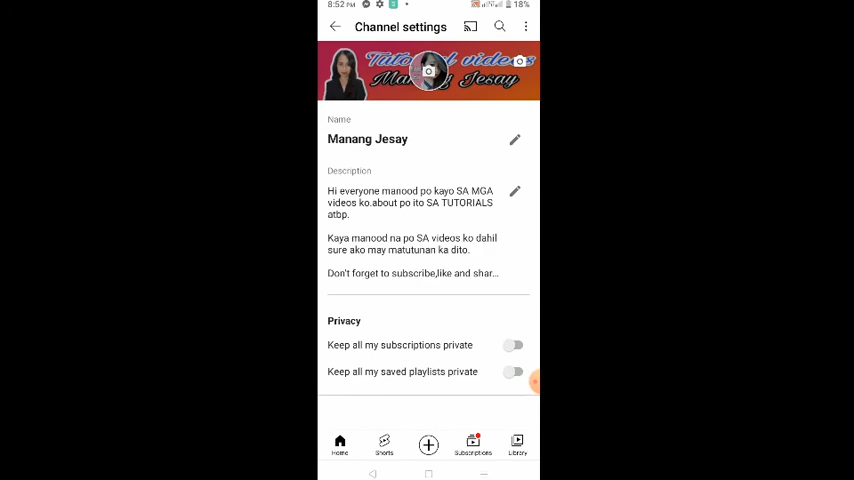 8:52 PM
18%
Channel settings
Tutorial videos
Manang Jesay
Name
Manang Jesay
Description
Hi everyone manood po kayo SA MGA
videos ko.about po ito SA TUTORIALS
atbp.
Kaya manood na po SA videos ko dahil
sure ako may matutunan ka dito.
Don't forget to subscribe,like and shar...
Privacy
Keep all my subscriptions private
Keep all my saved playlists private
Home
Shorts
Subscriptions
Library